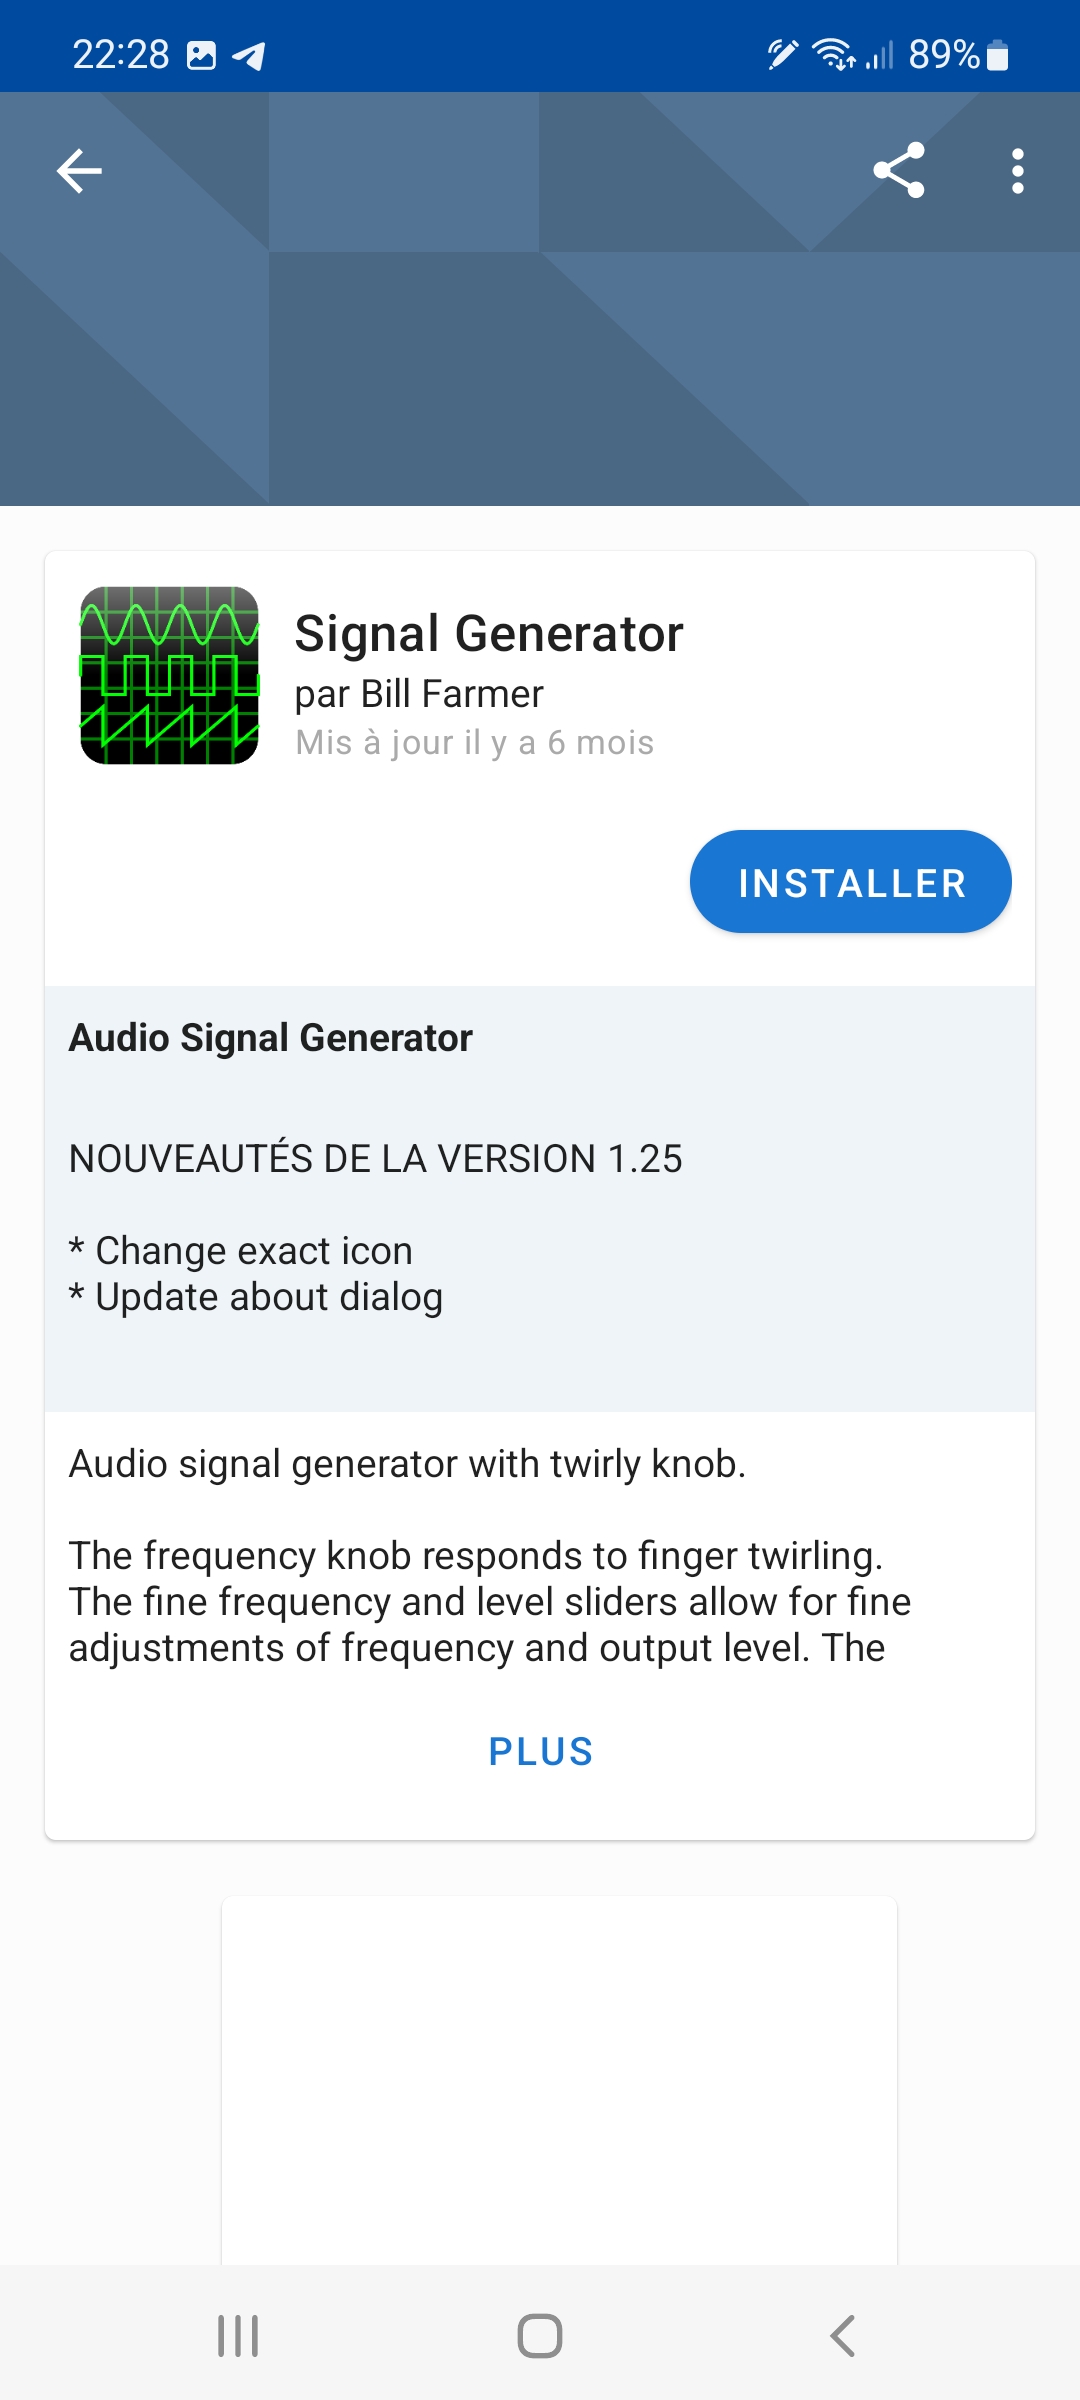 22:28
89%
Signal Generator
par Bill Farmer
Mis à jour il y a 6 mois
INSTALLER
Audio Signal Generator
NOUVEAUTÉS DE LA VERSION 1.25
* Change exact icon
* Update about dialog
Audio signal generator with twirly knob.
The frequency knob responds to finger twirling.
The fine frequency and level sliders allow for fine
adjustments of frequency and output level. The
PLUS